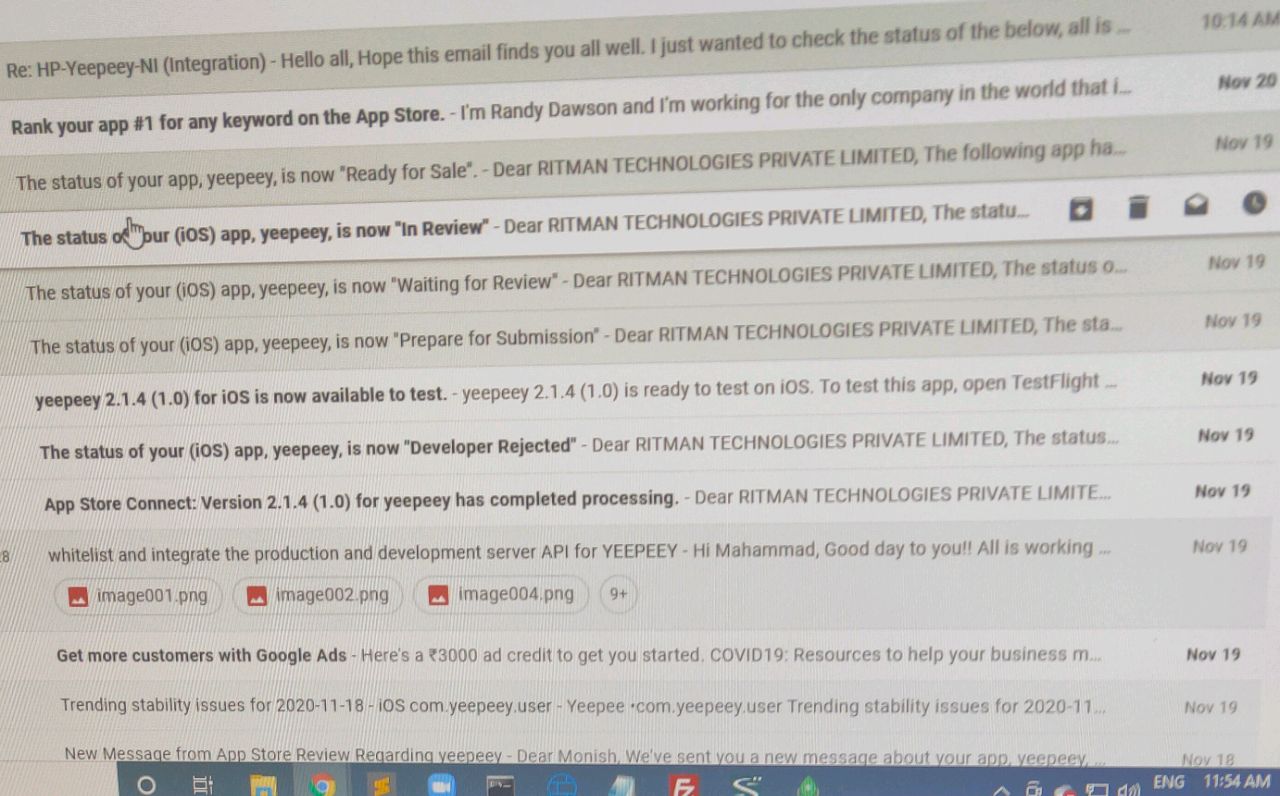 Re: HP-Yeepeey-NI (Integration) - Hello all, Hope this email finds you all well. I just wanted to check the status of the below, all is ... 10:14 AM
Rank your app #1 for any keyword on the App Store. - I'm Randy Dawson and I'm working for the only company in the world that i... Nov 20
The status of your app, yeepeey, is now "Ready for Sale". - Dear RITMAN TECHNOLOGIES PRIVATE LIMITED, The following app ha... Nov 19
The status of your (iOS) app, yeepeey, is now "In Review" - Dear RITMAN TECHNOLOGIES PRIVATE LIMITED, The statu...
The status of your (iOS) app, yeepeey, is now "Waiting for Review" - Dear RITMAN TECHNOLOGIES PRIVATE LIMITED, The status o... Nov 19
The status of your (iOS) app, yeepeey, is now "Prepare for Submission" - Dear RITMAN TECHNOLOGIES PRIVATE LIMITED, The sta... Nov 19
yeepeey 2.1.4 (1.0) for iOS is now available to test. - yeepeey 2.1.4 (1.0) is ready to test on iOS. To test this app, open TestFlight ... Nov 19
The status of your (iOS) app, yeepeey, is now "Developer Rejected" - Dear RITMAN TECHNOLOGIES PRIVATE LIMITED, The status... Nov 19
App Store Connect: Version 2.1.4 (1.0) for yeepeey has completed processing. - Dear RITMAN TECHNOLOGIES PRIVATE LIMITE... Nov 19
8 whitelist and integrate the production and development server API for YEEPEEY - Hi Mahammad, Good day to you!! All is working ... Nov 19
image001.png image002.png image004.png 9+
Get more customers with Google Ads - Here's a ₹3000 ad credit to get you started. COVID19: Resources to help your business m... Nov 19
Trending stability issues for 2020-11-18 - iOS com.yeepeey.user - Yeepee •com.yeepeey.user Trending stability issues for 2020-11... Nov 19
New Message from App Store Review Regarding yeepeey - Dear Monish, We've sent you a new message about your app, yeepeey, ... Nov 18
ENG 11:54 AM